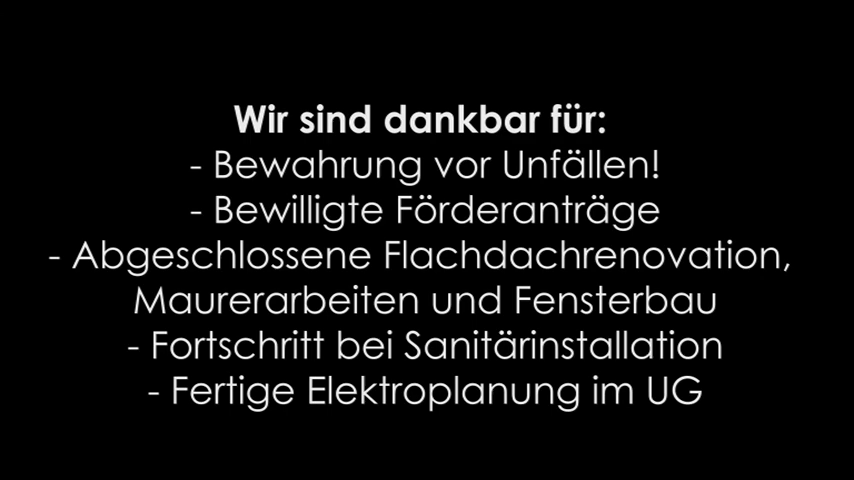 Wir sind dankbar für:
- Bewahrung vor Unfällen!
- Bewilligte Förderanträge
- Abgeschlossene Flachdachrenovation,
Maurerarbeiten und Fensterbau
- Fortschritt bei Sanitärinstallation
- Fertige Elektroplanung im UG